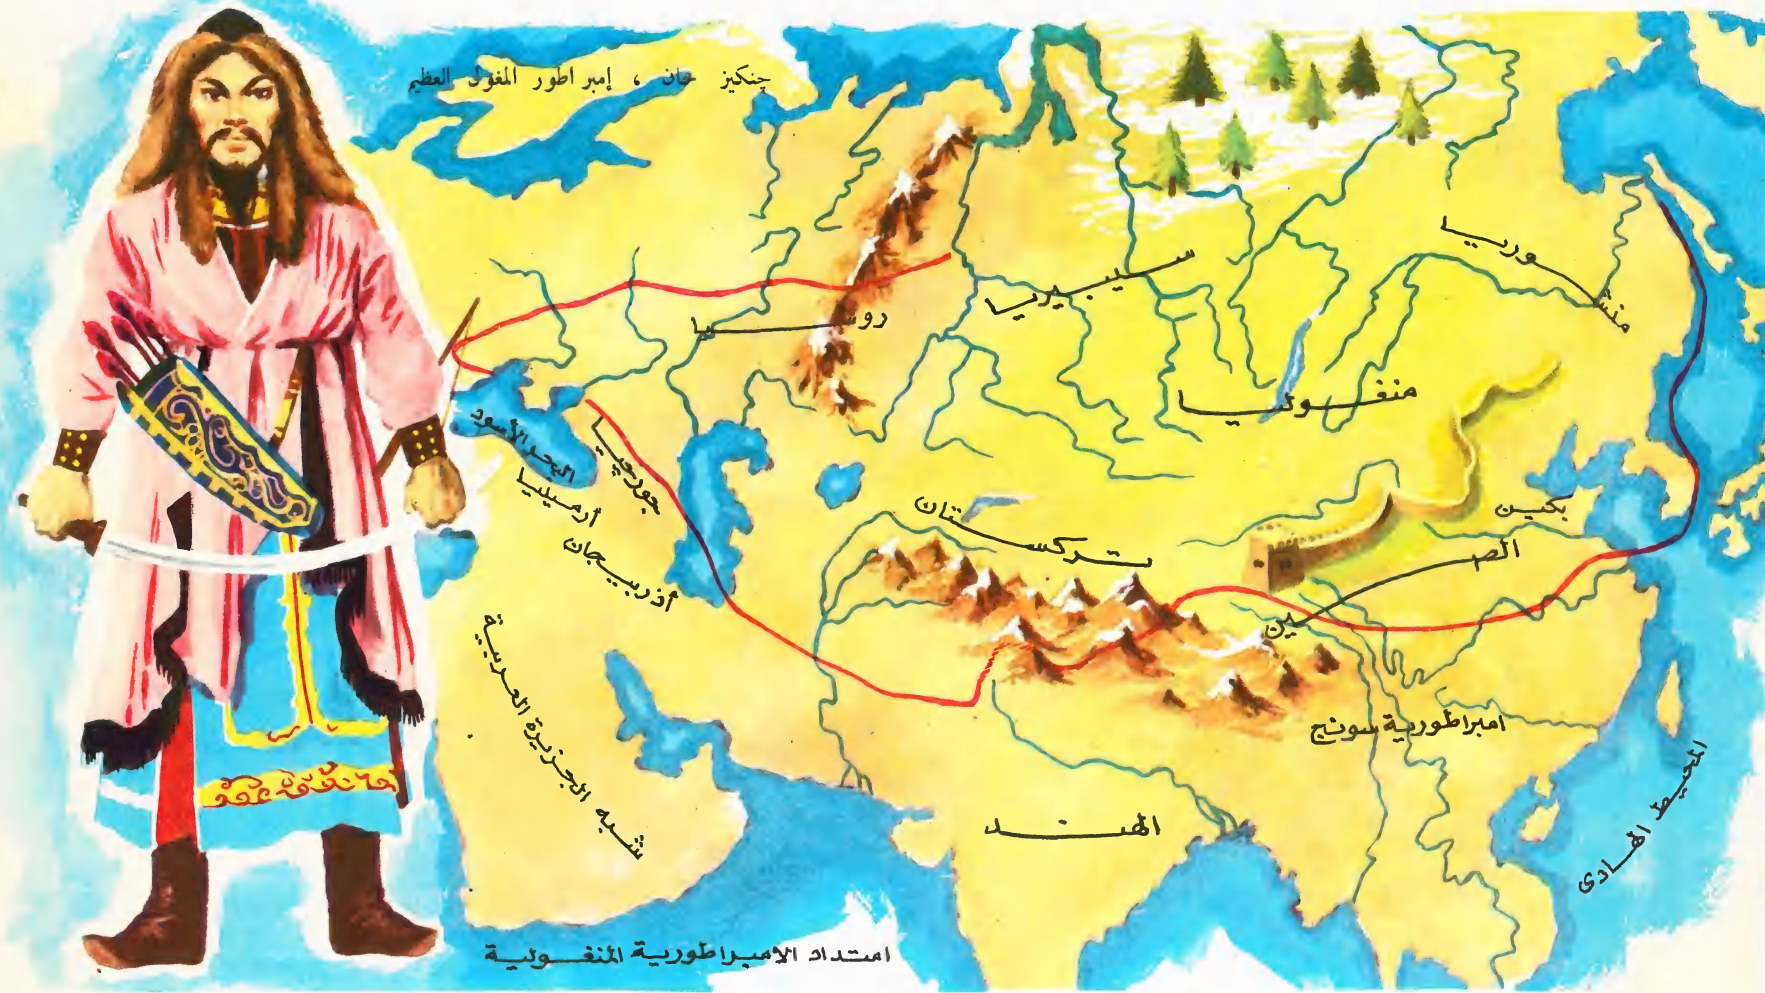 چنكيز خان ، إمبراطور المغول العظيم
منشوريا
سيبيريا
روسيا
منغوليا
البحر الأسود
جورجيا
أرمينيا
أذربيجان
تركستان
بكين
الصين
شبه الجزيرة العربية
امبراطورية سونج
الهند
المحيط الهادى
امتداد الامبراطورية المنغولية